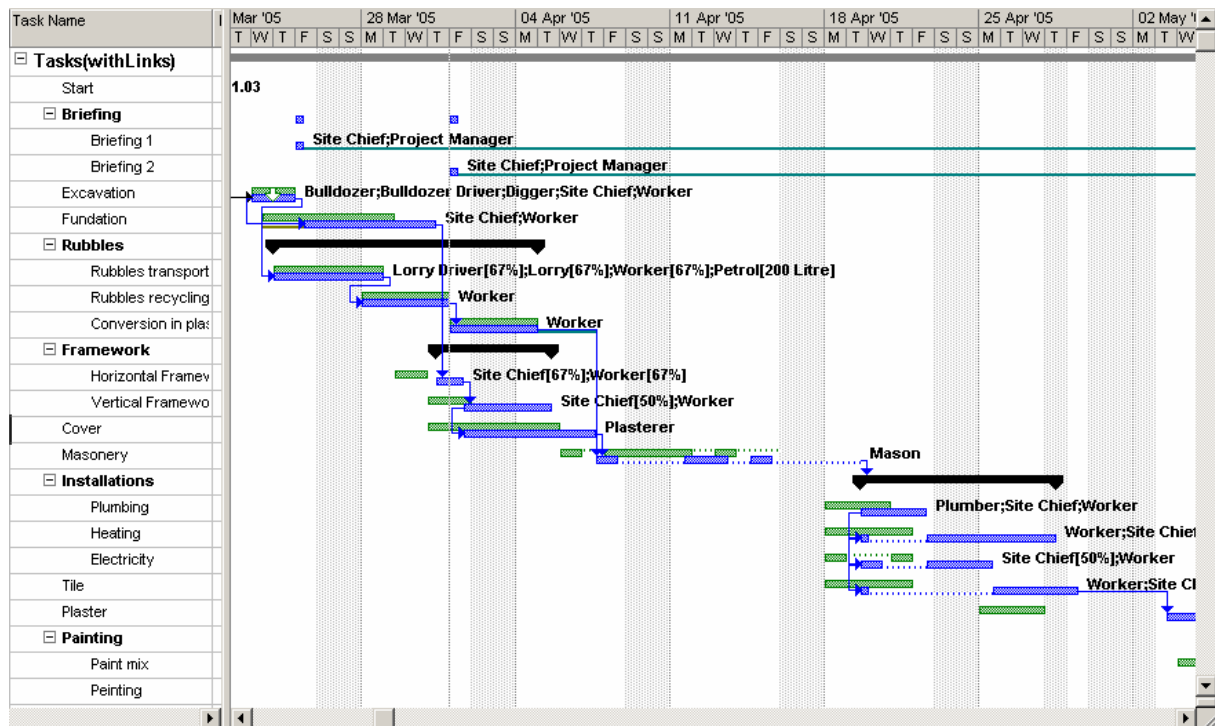 Task Name Mar '05 28 Mar '05 04 Apr '05 11 Apr '05 18 Apr '05 25 Apr '05 02 May '
T W T F S S M T W T F S S M T W T F S S M T W T F S S M T W T F S S M T W T F S S M T W
Tasks(withLinks)
Start 1.03
Briefing
Briefing 1 Site Chief;Project Manager
Briefing 2 Site Chief;Project Manager
Excavation Bulldozer;Bulldozer Driver;Digger;Site Chief;Worker
Fundation Site Chief;Worker
Rubbles
Rubbles transport Lorry Driver[67%];Lorry[67%];Worker[67%];Petrol[200 Litre]
Rubbles recycling Worker
Conversion in plas Worker
Framework
Horizontal Framew Site Chief[67%];Worker[67%]
Vertical Framewo Site Chief[50%];Worker
Cover Plasterer
Masonery Mason
Installations
Plumbing Plumber;Site Chief;Worker
Heating Worker;Site Chief
Electricity Site Chief[50%];Worker
Tile Worker;Site Cl
Plaster
Painting
Paint mix
Peinting